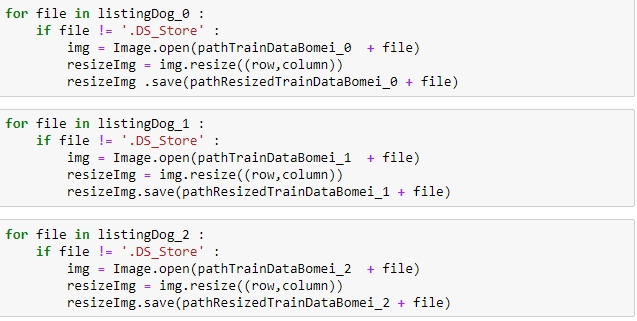 for file in listingDog_0 :
    if file != '.DS_Store' :
        img = Image.open(pathTrainDataBomei_0  + file)
        resizeImg = img.resize((row,column))
        resizeImg .save(pathResizedTrainDataBomei_0 + file)
for file in listingDog_1 :
    if file != '.DS_Store' :
        img = Image.open(pathTrainDataBomei_1  + file)
        resizeImg = img.resize((row,column))
        resizeImg.save(pathResizedTrainDataBomei_1 + file)
for file in listingDog_2 :
    if file != '.DS_Store' :
        img = Image.open(pathTrainDataBomei_2  + file)
        resizeImg = img.resize((row,column))
        resizeImg.save(pathResizedTrainDataBomei_2 + file)